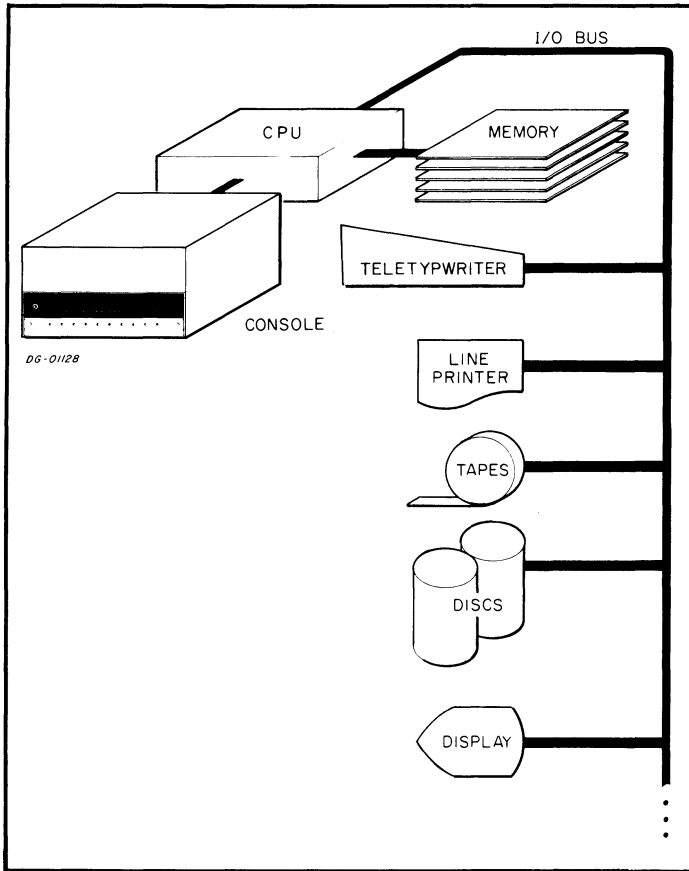 I/O BUS
CPU
MEMORY
TELETYPWRITER
CONSOLE
DG-01128
LINE
PRINTER
TAPES
DISCS
DISPLAY